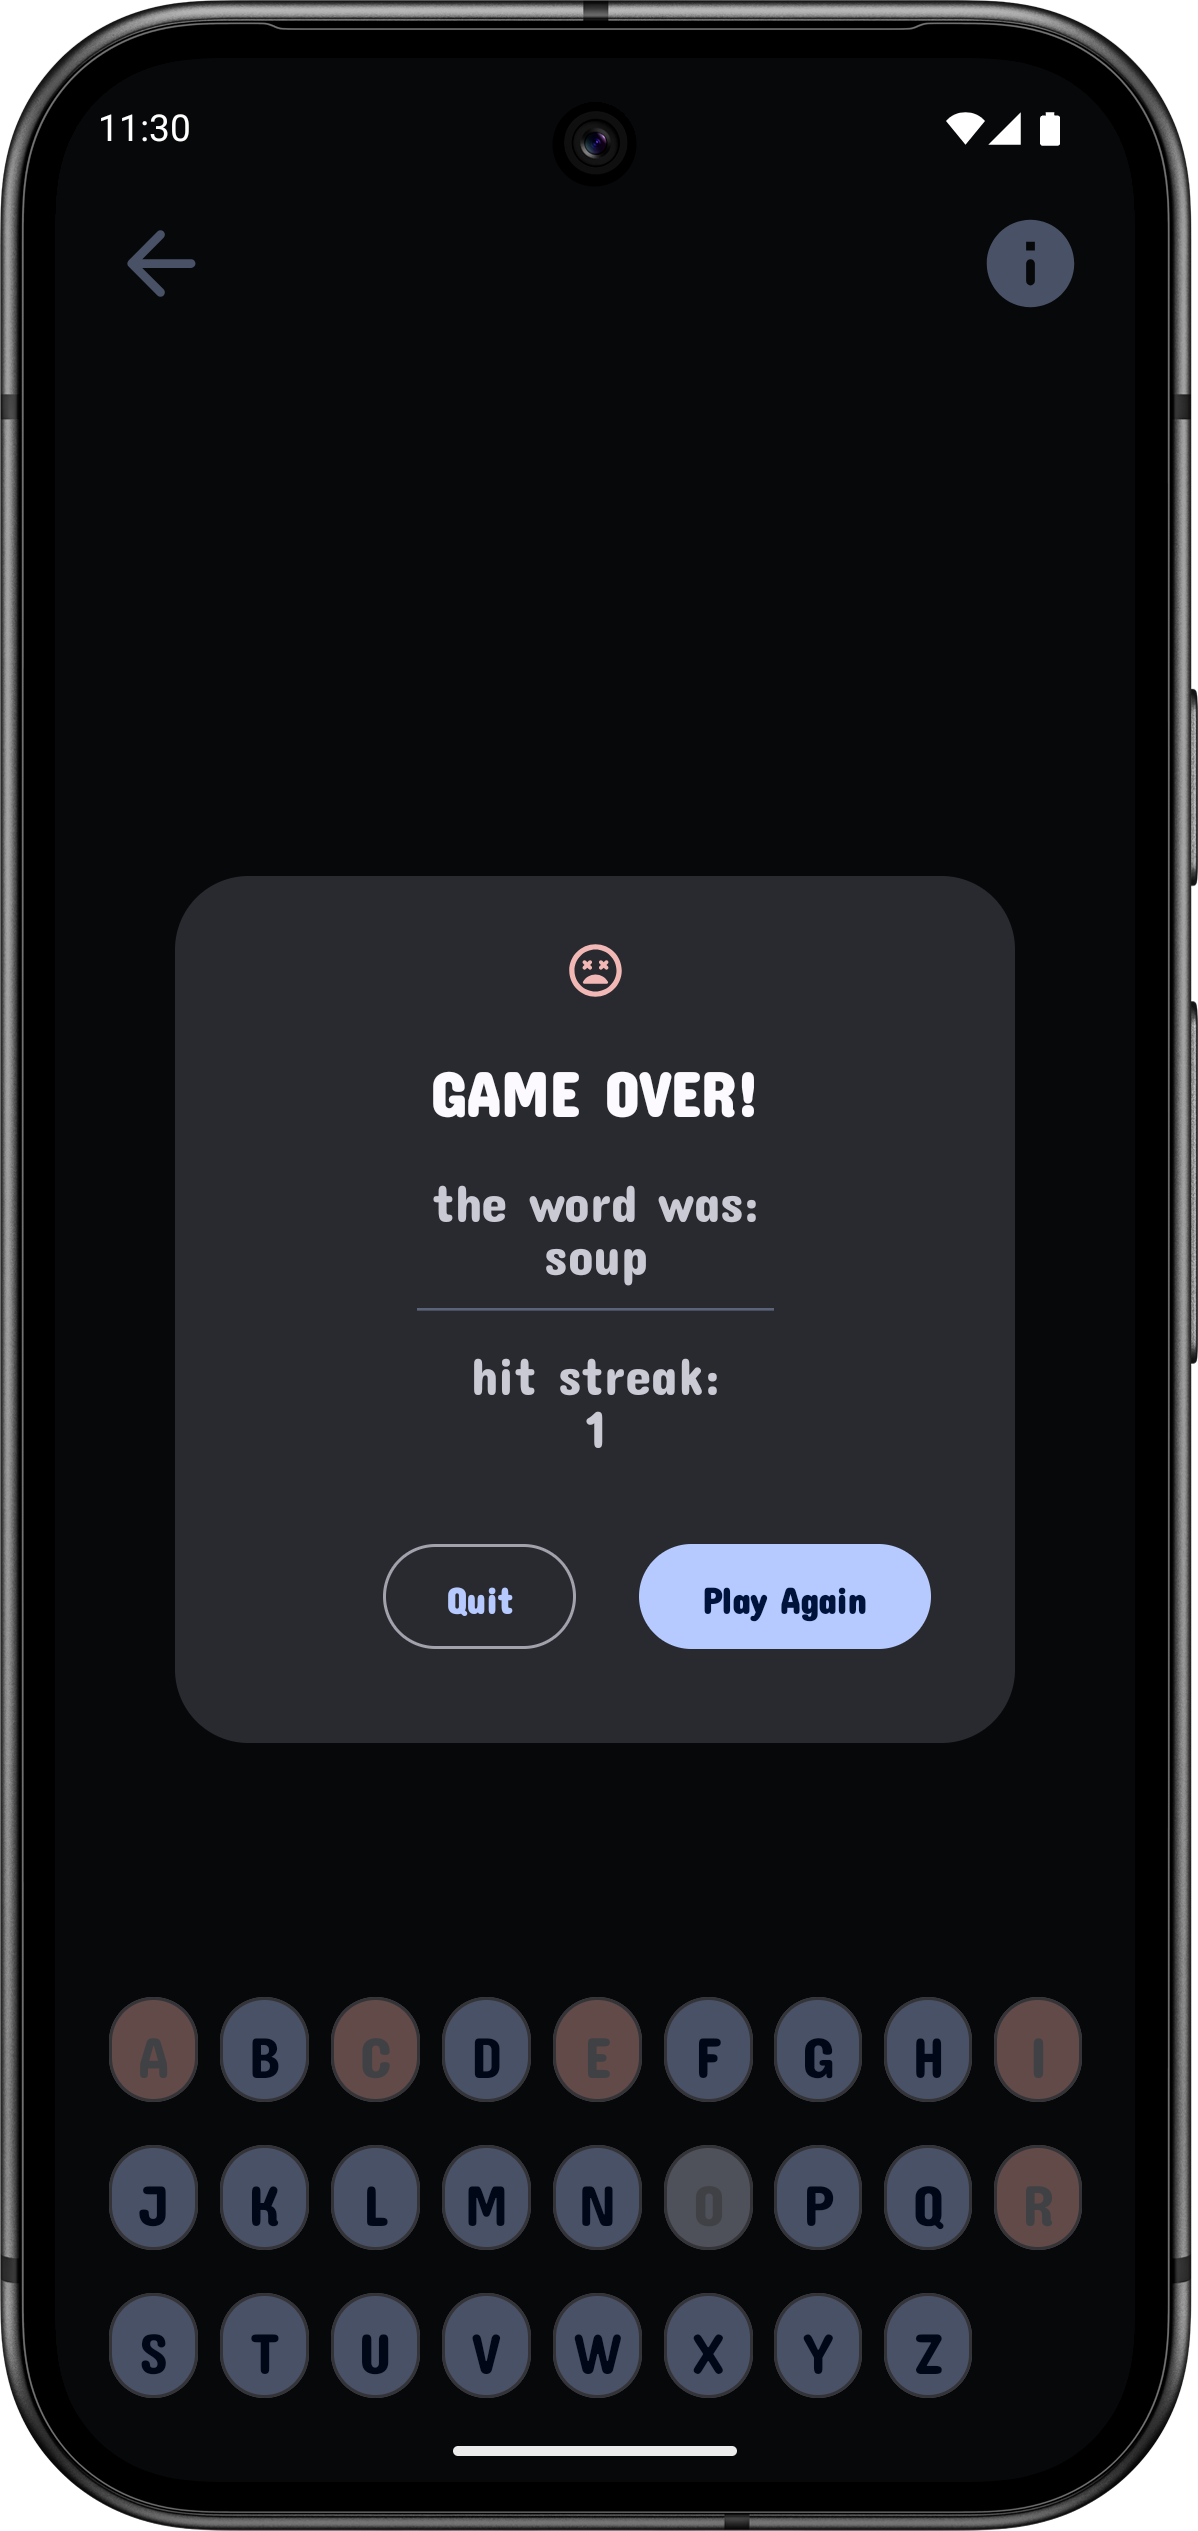 11:30
GAME OVER!
the word was:
soup
hit streak:
1
Quit Play Again
A B C D E F G H I
J K L M N O P Q R
S T U V W X Y Z